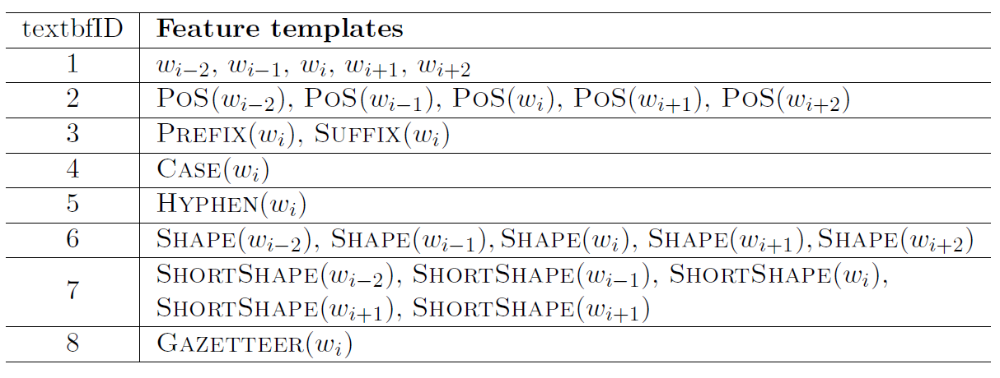 textbfID Feature templates
1 w_{i−2}, w_{i−1}, w_i, w_{i+1}, w_{i+2}
2 PoS(w_{i−2}), PoS(w_{i−1}), PoS(w_i), PoS(w_{i+1}), PoS(w_{i+2})
3 Prefix(w_i), Suffix(w_i)
4 Case(w_i)
5 Hyphen(w_i)
6 Shape(w_{i−2}), Shape(w_{i−1}), Shape(w_i), Shape(w_{i+1}), Shape(w_{i+2})
7 ShortShape(w_{i−2}), ShortShape(w_{i−1}), ShortShape(w_i),
ShortShape(w_{i+1}), ShortShape(w_{i+1})
8 Gazetteer(w_i)